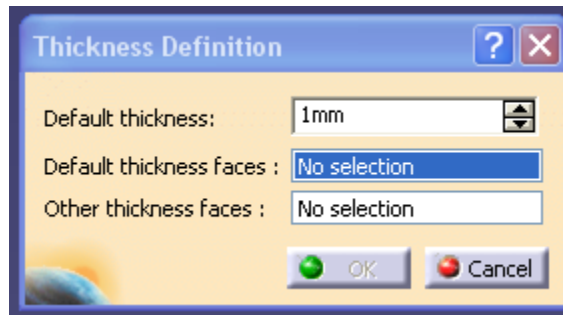 Thickness Definition
Default thickness: 1mm
Default thickness faces : No selection
Other thickness faces : No selection
OK Cancel